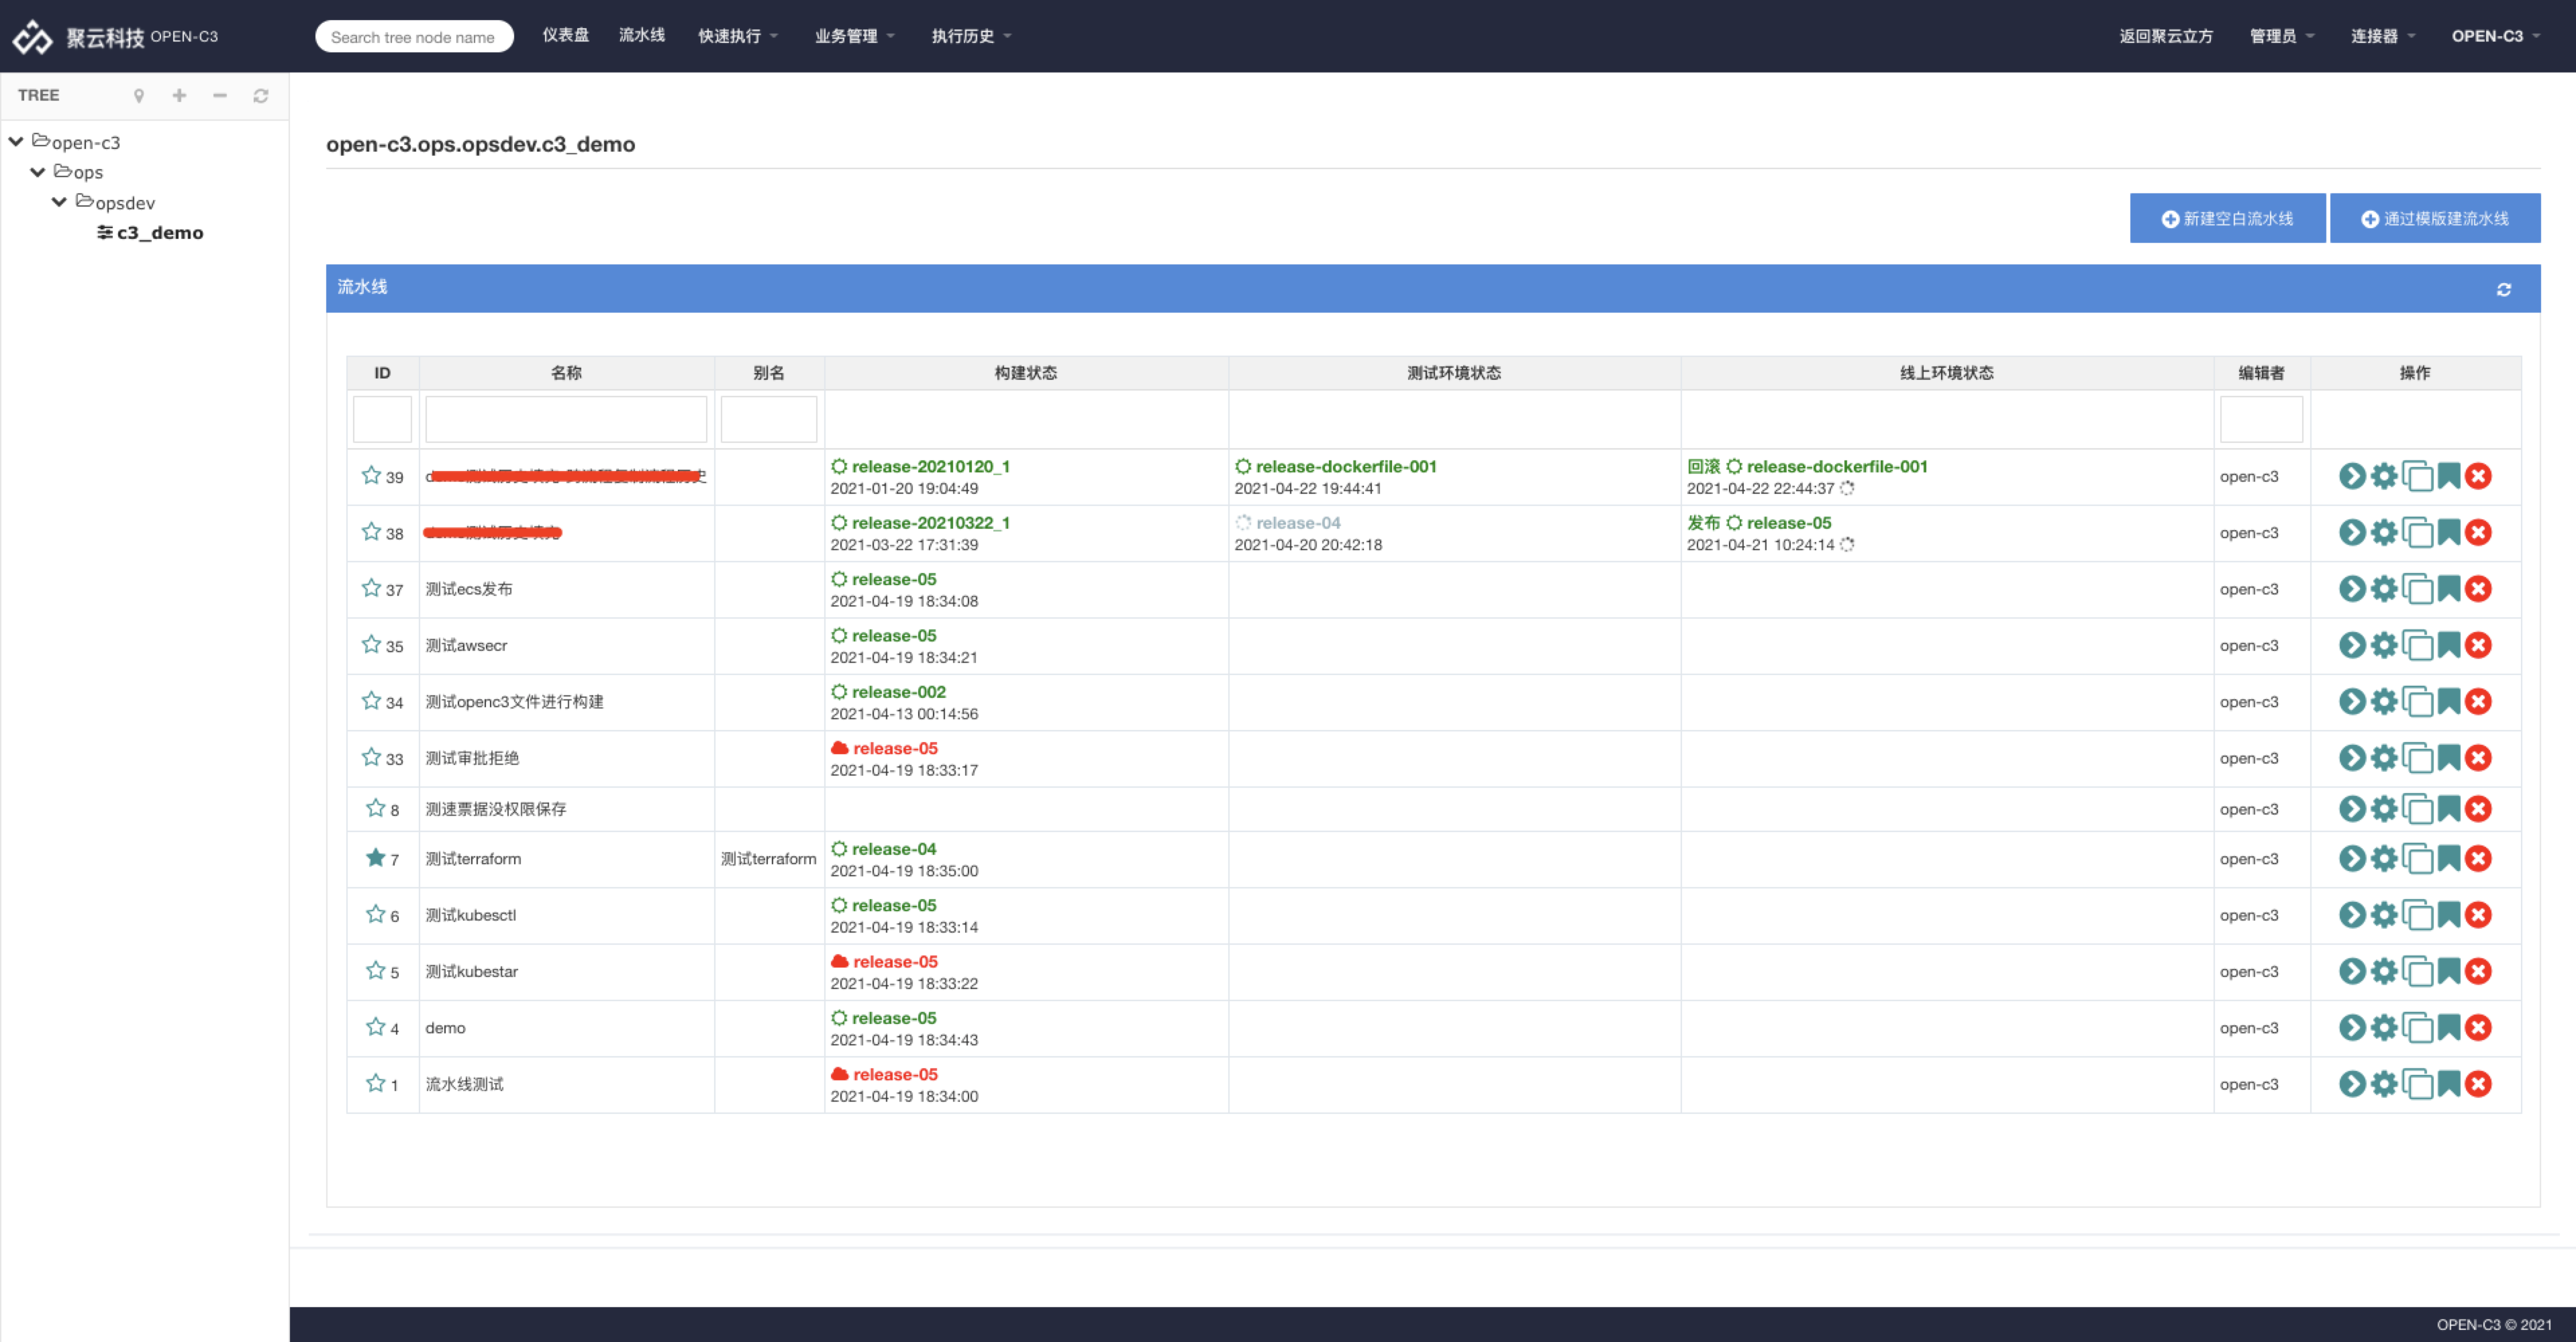 聚云科技 OPEN-C3
Search tree node name
仪表盘
流水线
快速执行
业务管理
执行历史
返回聚云立方
管理员
连接器
OPEN-C3
TREE
open-c3
ops
opsdev
c3_demo
open-c3.ops.opsdev.c3_demo
新建空白流水线
通过模版建流水线
流水线
ID 名称 别名 构建状态 测试环境状态 线上环境状态 编辑者 操作
39 release-20210120_1 release-dockerfile-001 回滚 release-dockerfile-001 open-c3
2021-01-20 19:04:49 2021-04-22 19:44:41 2021-04-22 22:44:37
38 release-20210322_1 release-04 发布 release-05 open-c3
2021-03-22 17:31:39 2021-04-20 20:42:18 2021-04-21 10:24:14
37 测试ecs发布 release-05 open-c3
2021-04-19 18:34:08
35 测试awsecr release-05 open-c3
2021-04-19 18:34:21
34 测试openc3文件进行构建 release-002 open-c3
2021-04-13 00:14:56
33 测试审批拒绝 release-05 open-c3
2021-04-19 18:33:17
8 测速票据没权限保存 open-c3
7 测试terraform 测试terraform release-04 open-c3
2021-04-19 18:35:00
6 测试kubesctl release-05 open-c3
2021-04-19 18:33:14
5 测试kubestar release-05 open-c3
2021-04-19 18:33:22
4 demo release-05 open-c3
2021-04-19 18:34:43
1 流水线测试 release-05 open-c3
2021-04-19 18:34:00
OPEN-C3 © 2021